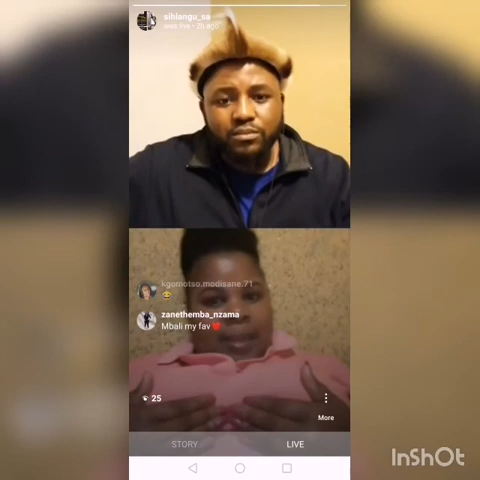 sihlangu_sa
was live • 2h ago
kgomotso.modisane.71
😂
zanethemba_nzama
Mbali my fav❤️
25
More
STORY
LIVE
InShOt